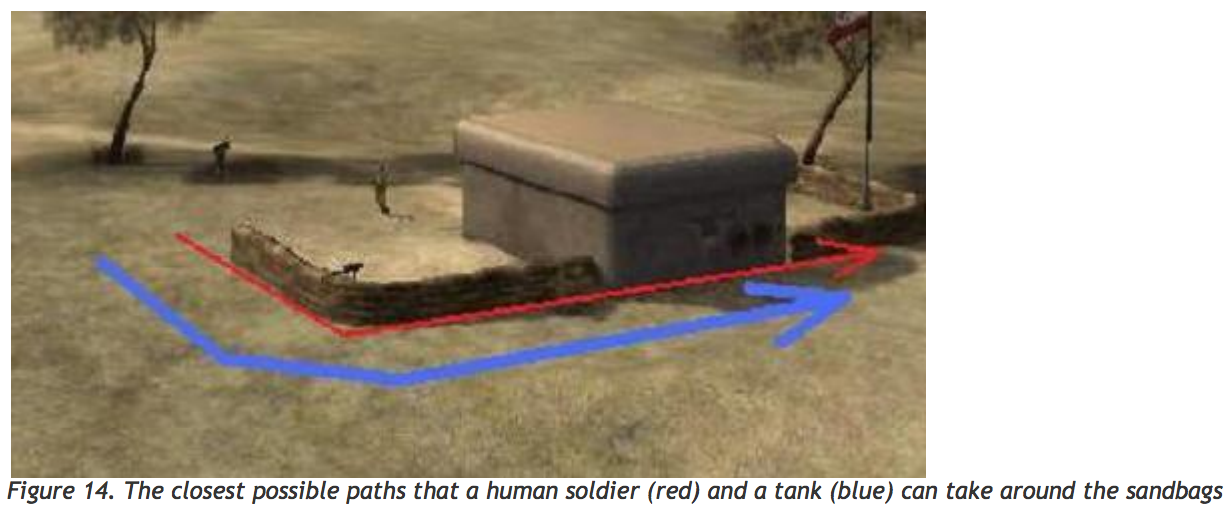 Figure 14. The closest possible paths that a human soldier (red) and a tank (blue) can take around the sandbags